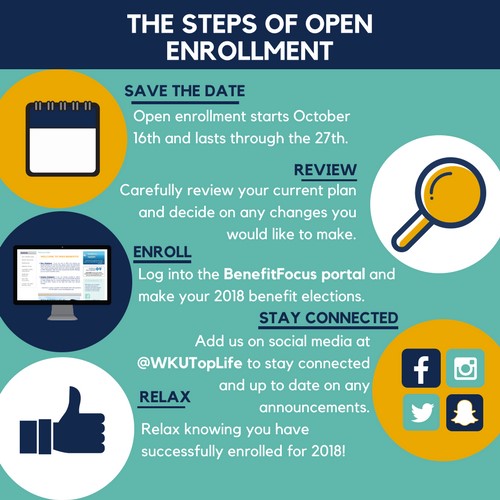 THE STEPS OF OPEN
ENROLLMENT
SAVE THE DATE
Open enrollment starts October
16th and lasts through the 27th.
REVIEW
Carefully review your current plan
and decide on any changes you
would like to make.
ENROLL
Log into the BenefitFocus portal and
make your 2018 benefit elections.
STAY CONNECTED
Add us on social media at
@WKUTopLife to stay connected
and up to date on any
announcements.
RELAX
Relax knowing you have
successfully enrolled for 2018!